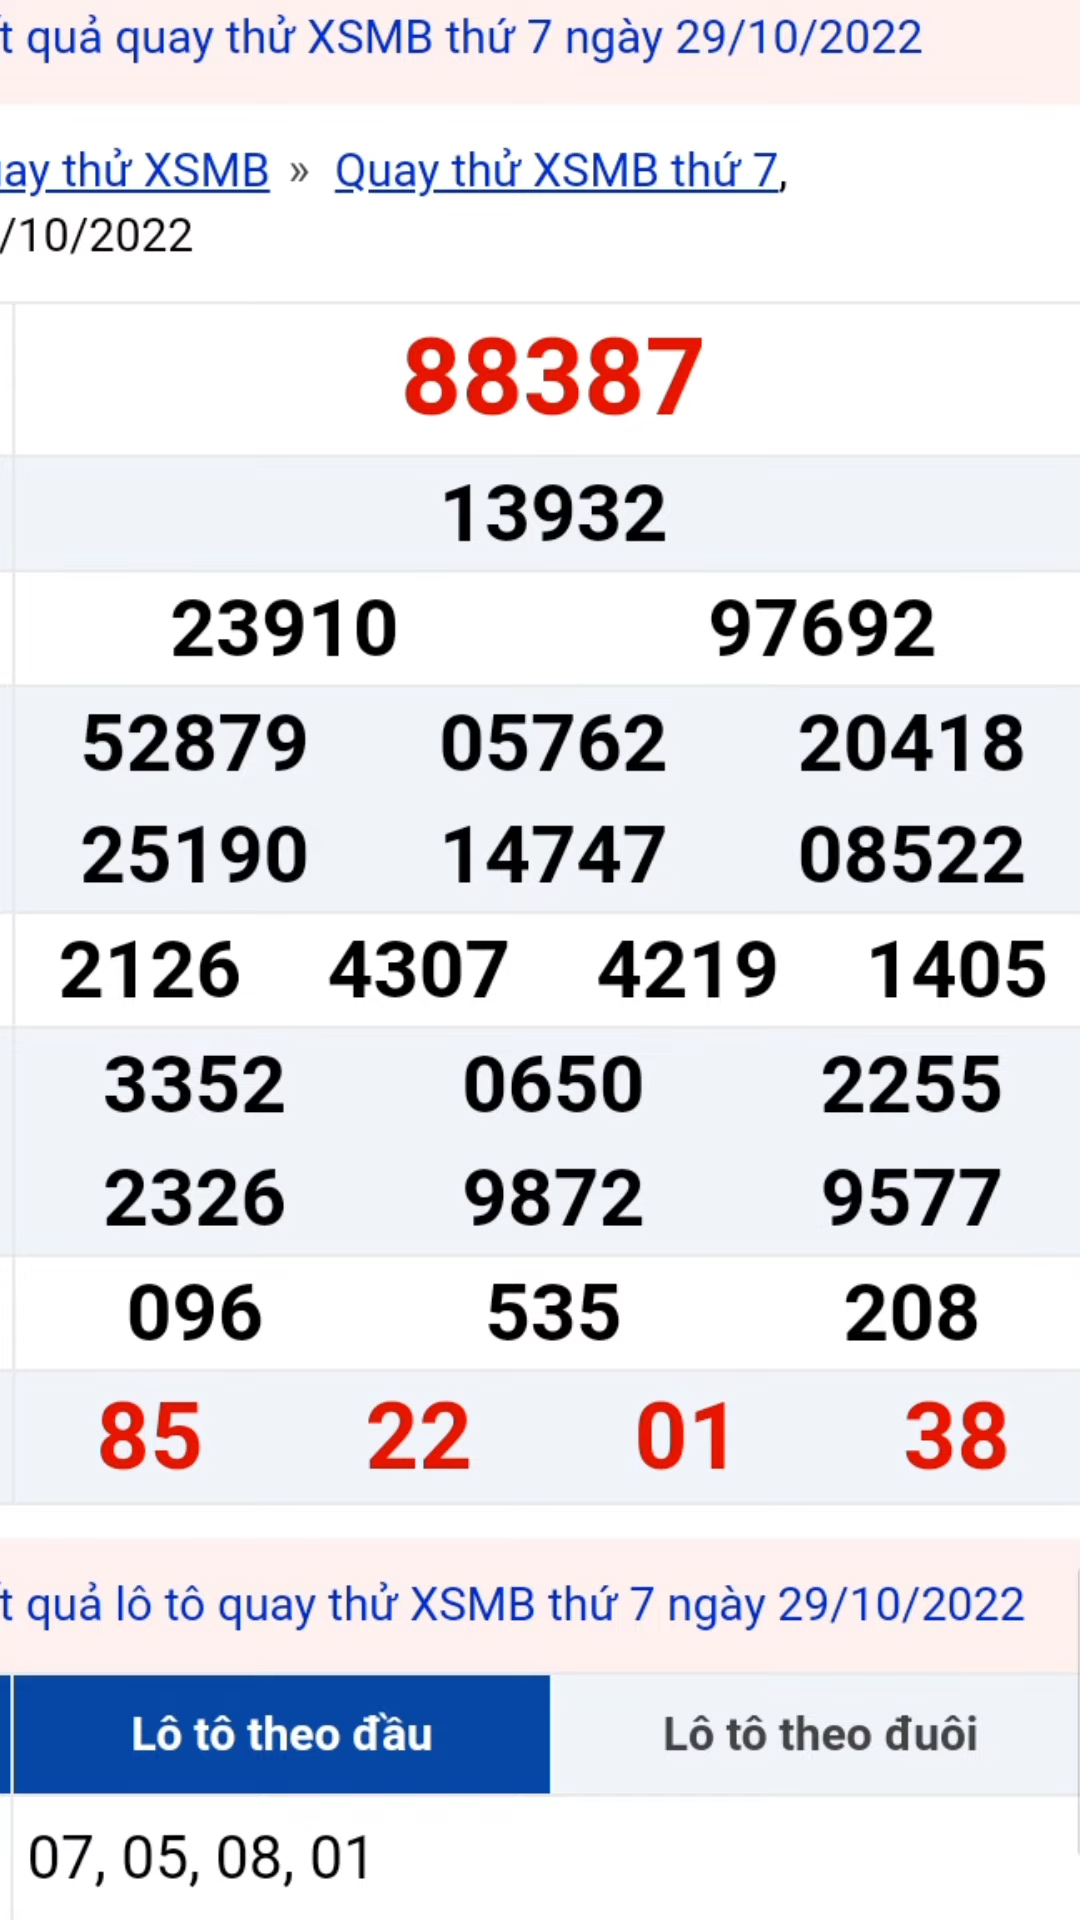 t quả quay thử XSMB thứ 7 ngày 29/10/2022
ay thử XSMB » Quay thử XSMB thứ 7,
/10/2022
88387
13932
23910 97692
52879 05762 20418
25190 14747 08522
2126 4307 4219 1405
3352 0650 2255
2326 9872 9577
096 535 208
85 22 01 38
t quả lô tô quay thử XSMB thứ 7 ngày 29/10/2022
Lô tô theo đầu Lô tô theo đuôi
07, 05, 08, 01